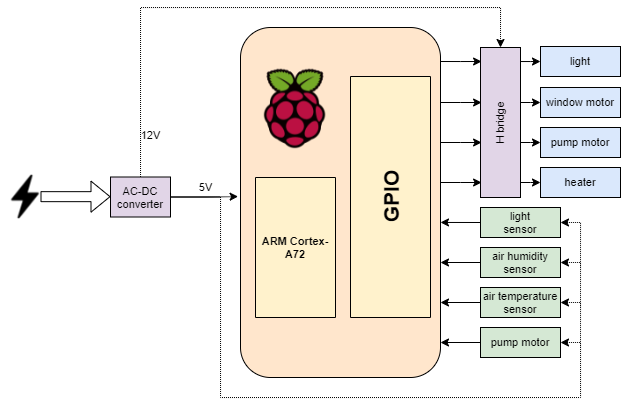 12V
AC-DC
converter
5V
ARM Cortex-
A72
GPIO
H bridge
light
window motor
pump motor
heater
light
sensor
air humidity
sensor
air temperature
sensor
pump motor